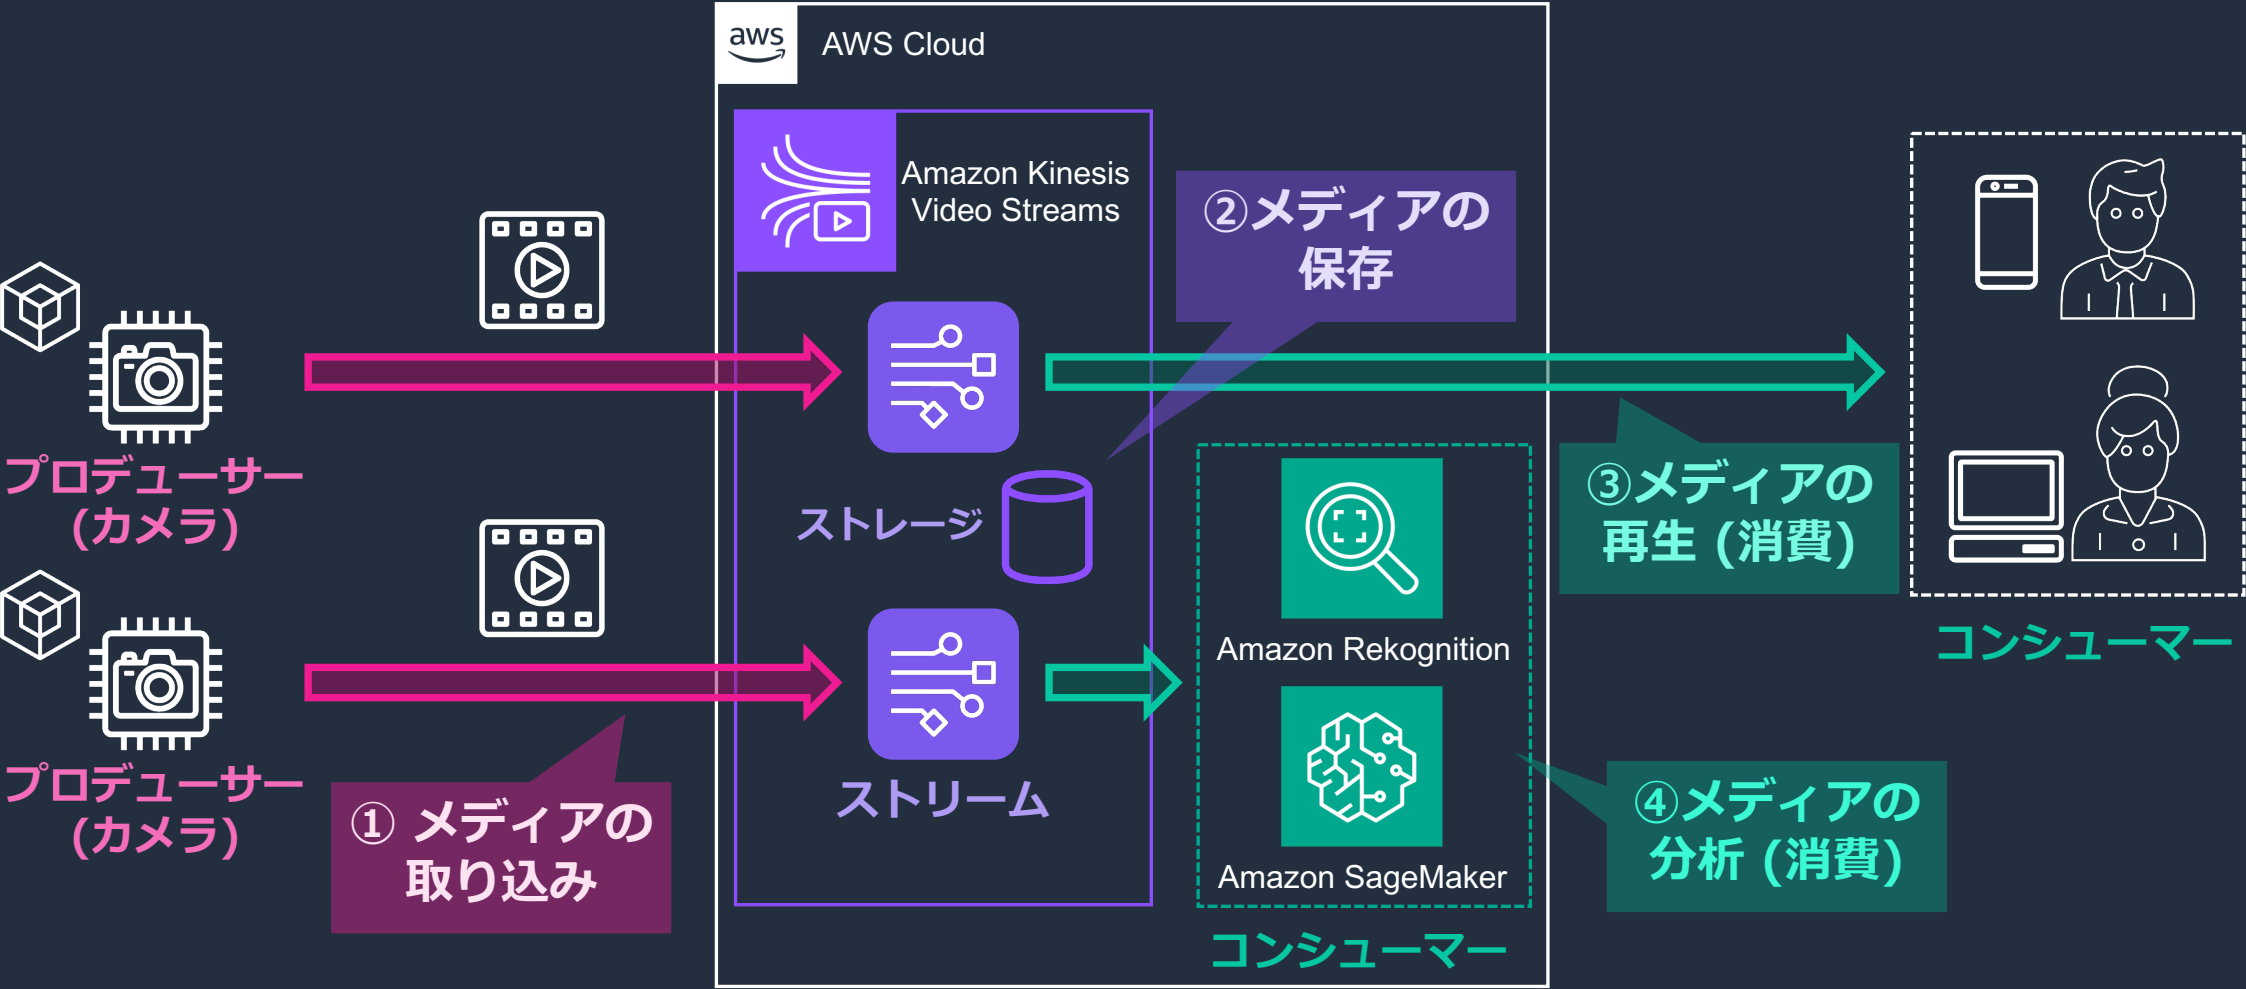 aws
AWS Cloud
Amazon Kinesis
Video Streams
②メディアの
保存
プロデューサー
(カメラ)
ストレージ
③メディアの
再生 (消費)
Amazon Rekognition
コンシューマー
プロデューサー
(カメラ)
① メディアの
取り込み
ストリーム
④メディアの
分析 (消費)
Amazon SageMaker
コンシューマー